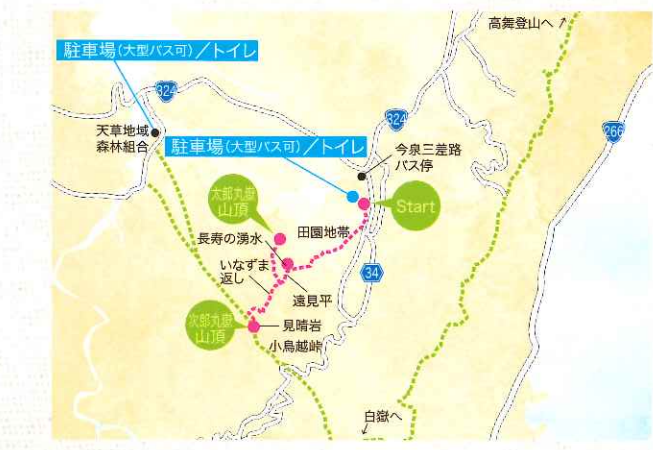 高舞登山へ
駐車場(大型バス可)／トイレ
324
324
266
天草地域
森林組合
駐車場(大型バス可)／トイレ
今泉三差路
バス停
太郎丸嶽
山頂
Start
長寿の湧水
田園地帯
いなずま
返し
34
遠見平
次郎丸嶽
山頂
見晴岩
小鳥越峠
白嶽へ